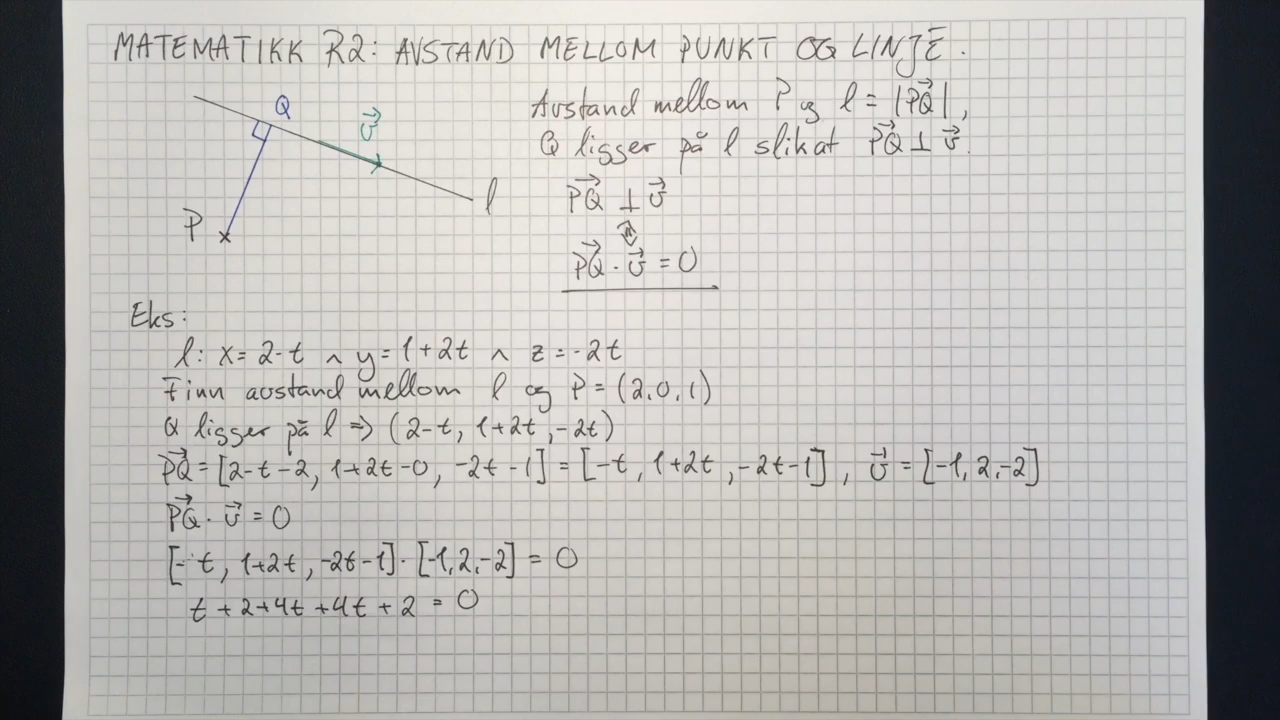 MATEMATIKK R2: AVSTAND MELLOM PUNKT OG LINJE.
Q
v⃗
l
P
Avstand mellom P og l = |PQ⃗|,
Q ligger på l slik at PQ⃗ ⊥ v⃗.
PQ⃗ ⊥ v⃗
⇕
PQ⃗ · v⃗ = 0
Eks:
l: x = 2-t ∧ y = 1+2t ∧ z = -2t
Finn avstand mellom l og P = (2,0,1)
Q ligger på l ⇒ (2-t, 1+2t, -2t)
PQ⃗ = [2-t-2, 1+2t-0, -2t-1] = [-t, 1+2t, -2t-1], v⃗ = [-1,2,-2]
PQ⃗ · v⃗ = 0
[-t, 1+2t, -2t-1] · [-1,2,-2] = 0
t+2+4t+4t+2 = 0